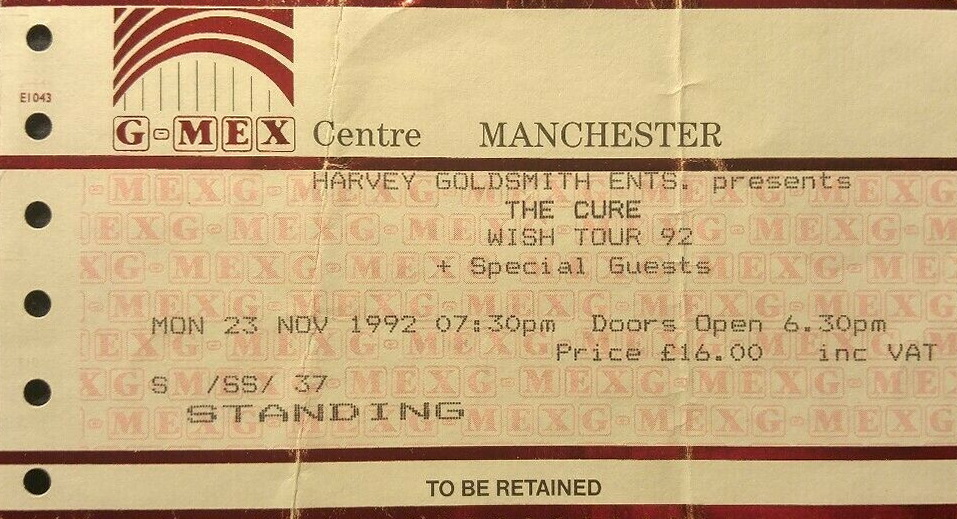 E1043
G-MEX Centre MANCHESTER
HARVEY GOLDSMITH ENTS. presents
THE CURE
WISH TOUR 92
+ Special Guests
MON 23 NOV 1992 07:30pm Doors Open 6.30pm
Price £16.00 inc VAT
S M /SS/ 37
STANDING
TO BE RETAINED